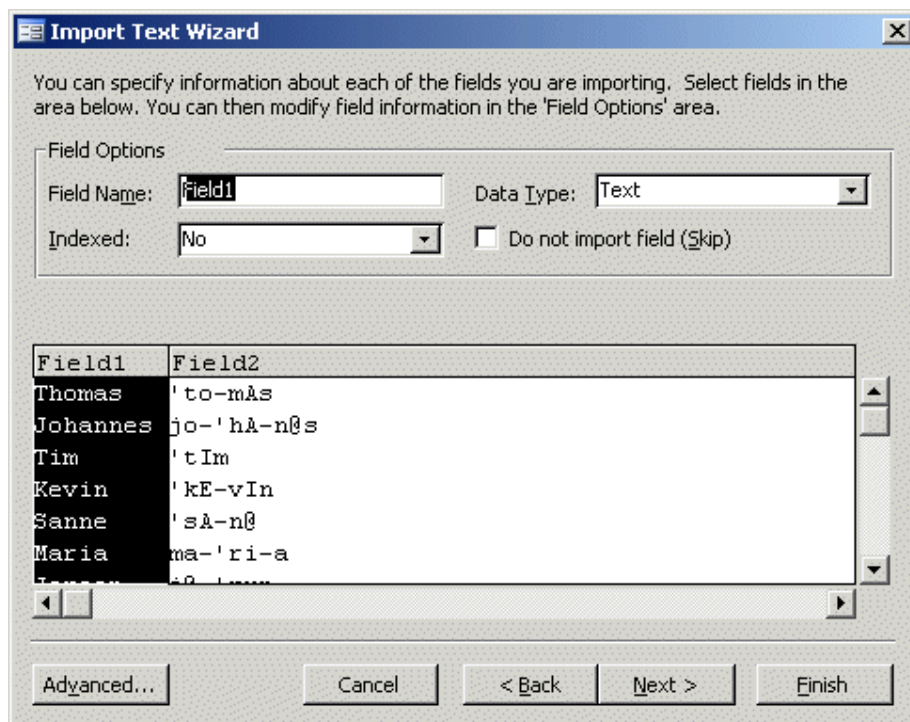 Import Text Wizard
You can specify information about each of the fields you are importing. Select fields in the
area below. You can then modify field information in the 'Field Options' area.
Field Options
Field Name: Field1 Data Type: Text
Indexed: No Do not import field (Skip)
Field1 Field2
Thomas 'to-mAs
Johannes jo-'hA-n@s
Tim 'tIm
Kevin 'kE-vIn
Sanne 'sA-n@
Maria ma-'ri-a
Advanced... Cancel < Back Next > Finish